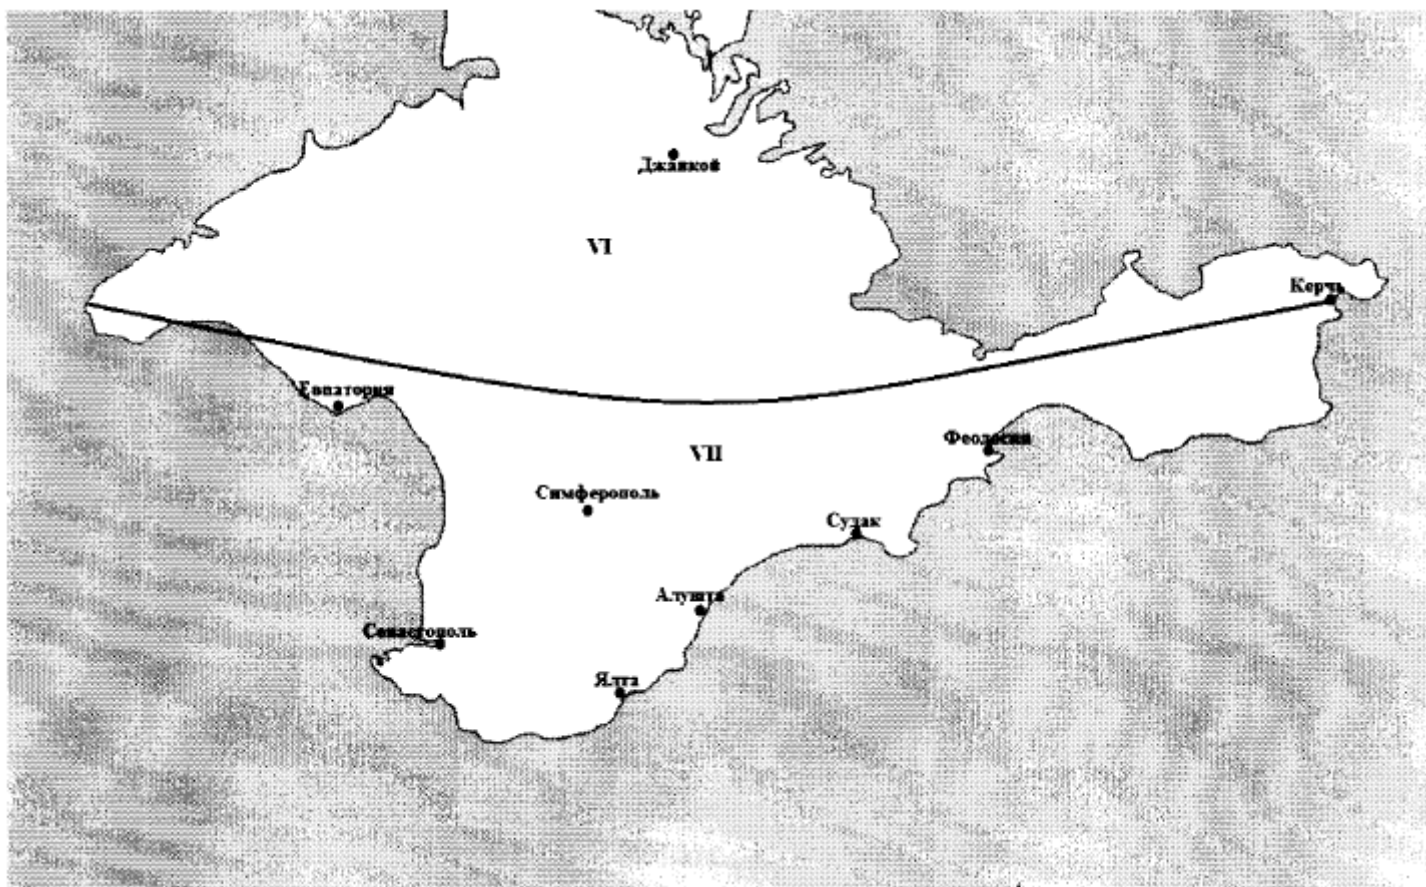 Джанкой
VI
Керчь
Евпатория
Феодосия
VII
Симферополь
Судак
Алушта
Севастополь
Ялта